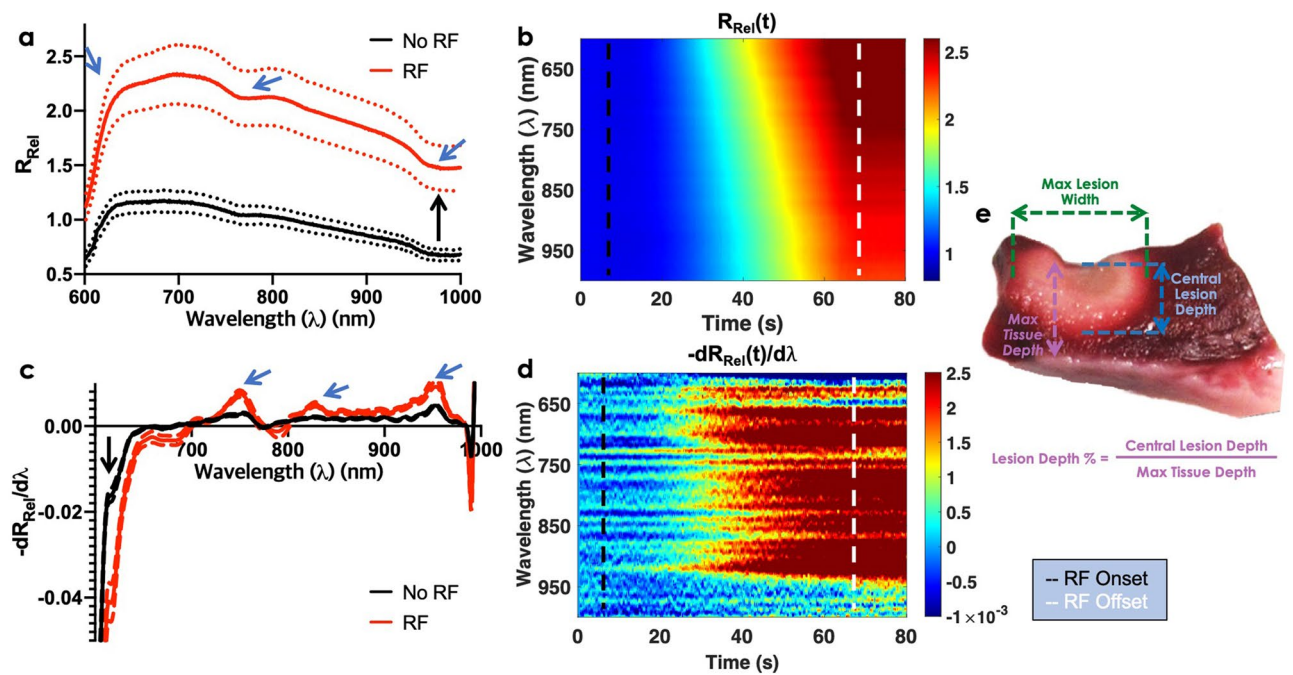 a
No RF
RF
2.5
2.0
1.5
1.0
0.5
R_Rel
600
700
800
900
1000
Wavelength (λ) (nm)
b
R_Rel(t)
650
750
850
950
Wavelength (λ) (nm)
0
20
40
60
80
Time (s)
2.5
2
1.5
1
c
0.00
-0.02
-0.04
-dR_Rel/dλ
700
800
900
1000
Wavelength (λ) (nm)
No RF
RF
d
-dR_Rel(t)/dλ
650
750
850
950
Wavelength (λ) (nm)
0
20
40
60
80
Time (s)
2.5
2
1.5
1
0.5
0
-0.5
-1 ×10⁻³
e
Max Lesion
Width
Central
Lesion
Depth
Max
Tissue
Depth
Lesion Depth % = Central Lesion Depth
Max Tissue Depth
-- RF Onset
-- RF Offset